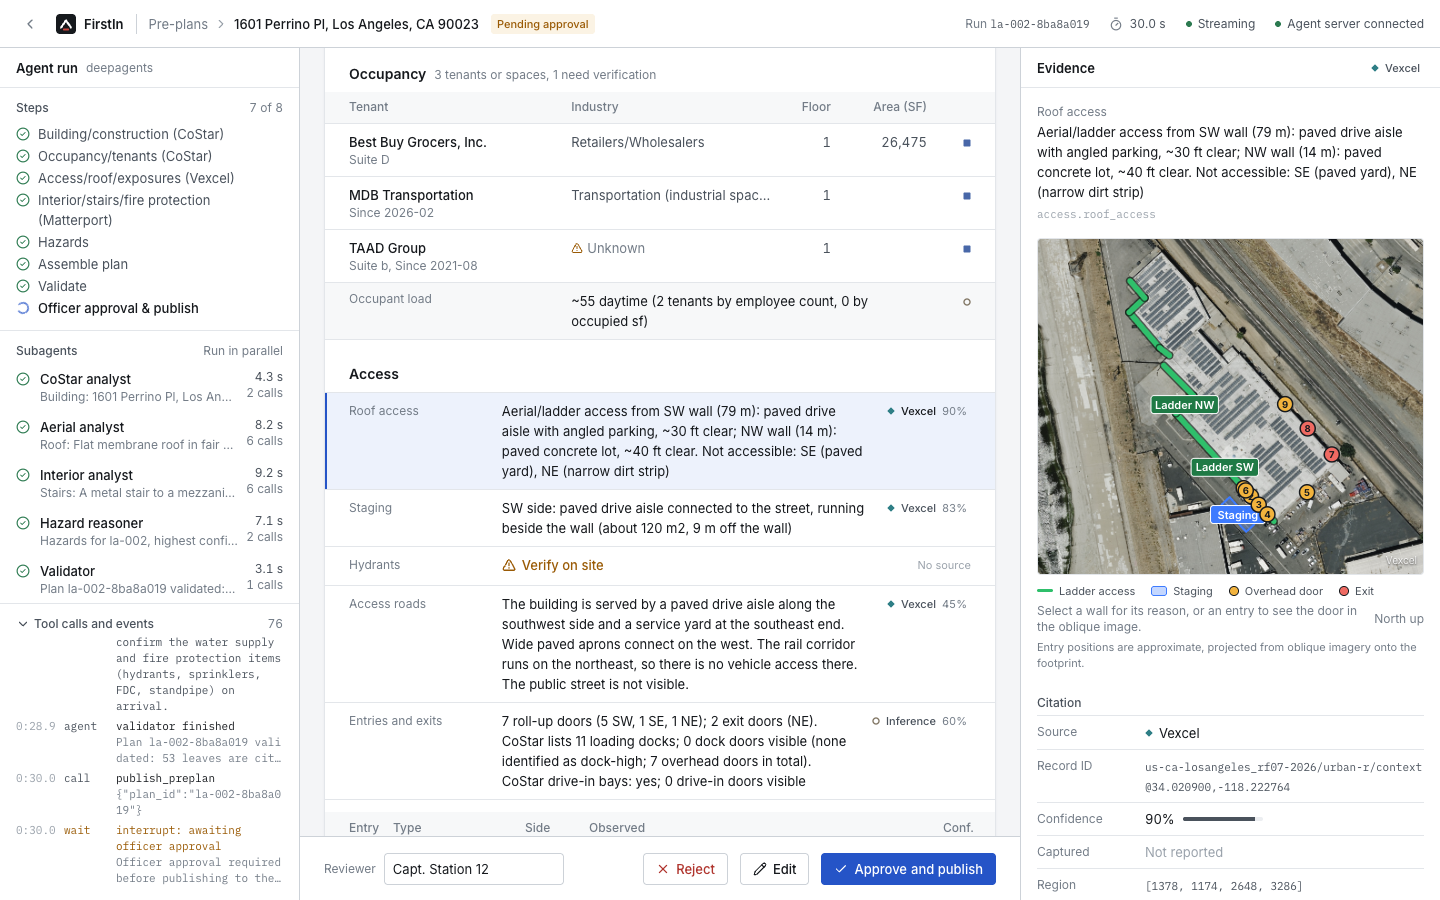 FirstIn
Pre-plans
1601 Perrino Pl, Los Angeles, CA 90023
Pending approval
Run la-002-8ba8a019
30.0 s
Streaming
Agent server connected
Agent run deepagents
Steps 7 of 8
Building/construction (CoStar)
Occupancy/tenants (CoStar)
Access/roof/exposures (Vexcel)
Interior/stairs/fire protection
(Matterport)
Hazards
Assemble plan
Validate
Officer approval & publish
Subagents Run in parallel
CoStar analyst 4.3 s
Building: 1601 Perrino Pl, Los An... 2 calls
Aerial analyst 8.2 s
Roof: Flat membrane roof in fair ... 6 calls
Interior analyst 9.2 s
Stairs: A metal stair to a mezzani... 6 calls
Hazard reasoner 7.1 s
Hazards for la-002, highest confi... 2 calls
Validator 3.1 s
Plan la-002-8ba8a019 validated:... 1 calls
Tool calls and events 76
confirm the water supply
and fire protection items
(hydrants, sprinklers,
FDC, standpipe) on
arrival.
0:28.9 agent validator finished
Plan la-002-8ba8a019 vali
dated: 53 leaves are cit…
0:30.0 call publish_preplan
{"plan_id":"la-002-8ba8a0
19"}
0:30.0 wait interrupt: awaiting
officer approval
Officer approval required
before publishing to the…
Occupancy 3 tenants or spaces, 1 need verification
Tenant Industry Floor Area (SF)
Best Buy Grocers, Inc. Retailers/Wholesalers 1 26,475
Suite D
MDB Transportation Transportation (industrial spac... 1
Since 2026-02
TAAD Group Unknown 1
Suite b, Since 2021-08
Occupant load ~55 daytime (2 tenants by employee count, 0 by
occupied sf)
Access
Roof access Aerial/ladder access from SW wall (79 m): paved drive Vexcel 90%
aisle with angled parking, ~30 ft clear; NW wall (14 m):
paved concrete lot, ~40 ft clear. Not accessible: SE (paved
yard), NE (narrow dirt strip)
Staging SW side: paved drive aisle connected to the street, running Vexcel 83%
beside the wall (about 120 m2, 9 m off the wall)
Hydrants Verify on site No source
Access roads The building is served by a paved drive aisle along the Vexcel 45%
southwest side and a service yard at the southeast end.
Wide paved aprons connect on the west. The rail corridor
runs on the northeast, so there is no vehicle access there.
The public street is not visible.
Entries and exits 7 roll-up doors (5 SW, 1 SE, 1 NE); 2 exit doors (NE). Inference 60%
CoStar lists 11 loading docks; 0 dock doors visible (none
identified as dock-high; 7 overhead doors in total).
CoStar drive-in bays: yes; 0 drive-in doors visible
Entry Type Side Observed Conf.
Reviewer Capt. Station 12 Reject Edit Approve and publish
Evidence Vexcel
Roof access
Aerial/ladder access from SW wall (79 m): paved drive aisle
with angled parking, ~30 ft clear; NW wall (14 m): paved
concrete lot, ~40 ft clear. Not accessible: SE (paved yard), NE
(narrow dirt strip)
access.roof_access
Ladder NW
9
8
7
Ladder SW
6
5
3
Staging
4
Vexcel
Ladder access Staging Overhead door Exit
Select a wall for its reason, or an entry to see the door in
the oblique image.
North up
Entry positions are approximate, projected from oblique imagery onto the
footprint.
Citation
Source Vexcel
Record ID us-ca-losangeles_rf07-2026/urban-r/context
@34.020900,-118.222764
Confidence 90%
Captured Not reported
Region [1378, 1174, 2648, 3286]